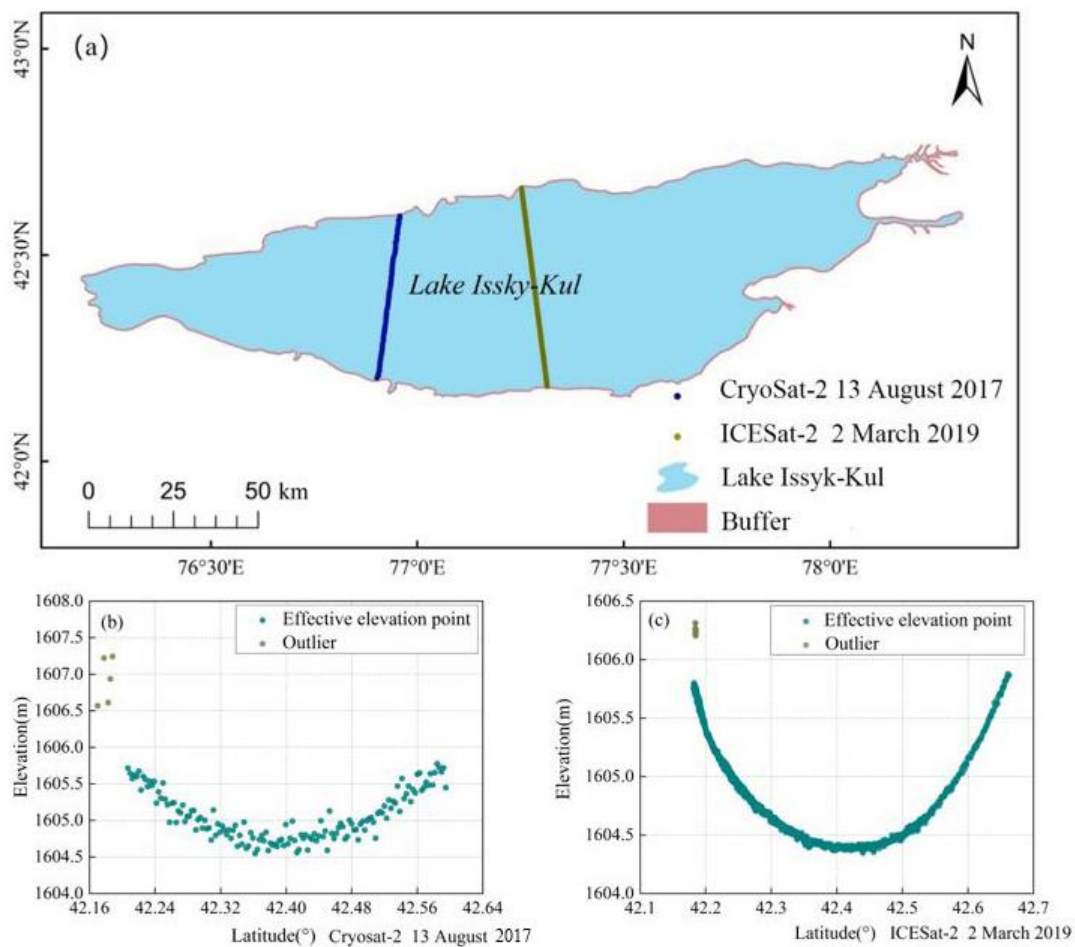 (a)
N
43°0'N
42°30'N
42°0'N
Lake Issky-Kul
CryoSat-2 13 August 2017
ICESat-2 2 March 2019
Lake Issyk-Kul
Buffer
0 25 50 km
76°30'E 77°0'E 77°30'E 78°0'E
(b)
Effective elevation point
Outlier
1608.0
1607.5
1607.0
1606.5
1606.0
1605.5
1605.0
1604.5
1604.0
Elevation(m)
42.16 42.24 42.32 42.40 42.48 42.56 42.64
Latitude(°) Cryosat-2 13 August 2017
(c)
Effective elevation point
Outlier
1606.5
1606.0
1605.5
1605.0
1604.5
1604.0
Elevation(m)
42.1 42.2 42.3 42.4 42.5 42.6 42.7
Latitude(°) ICESat-2 2 March 2019